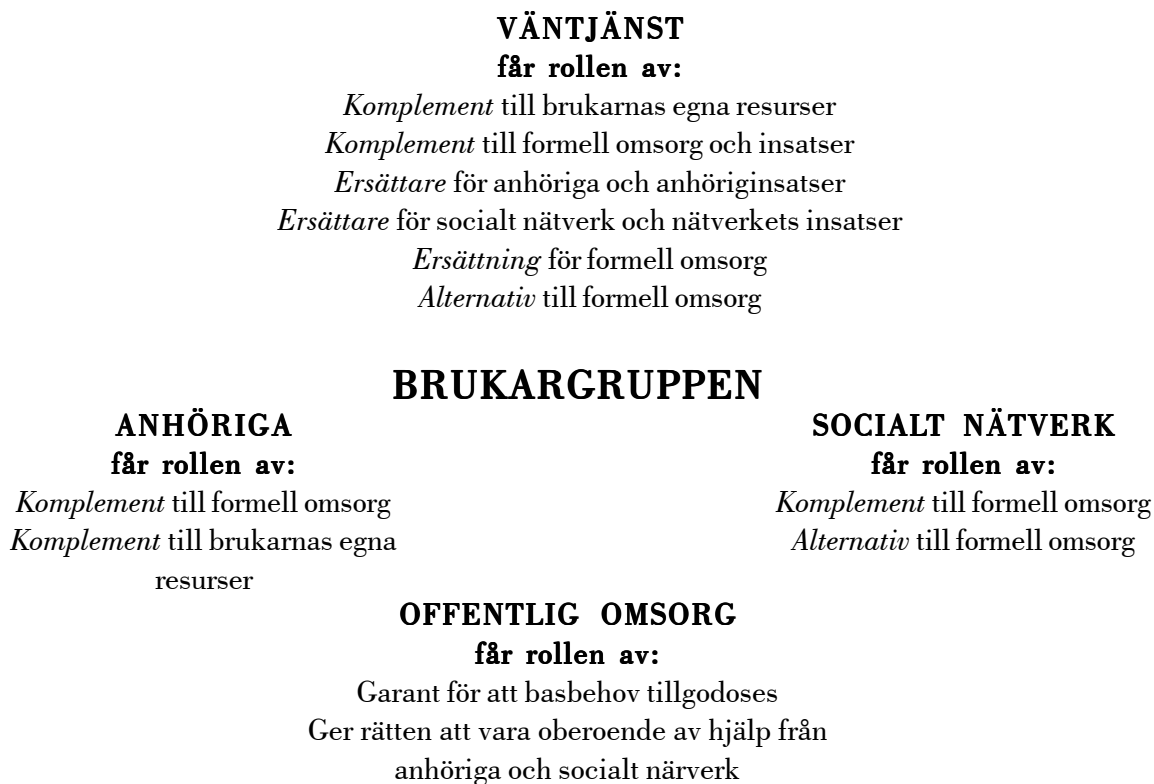 VÄNTJÄNST
får rollen av:
Komplement till brukarnas egna resurser
Komplement till formell omsorg och insatser
Ersättare för anhöriga och anhöriginsatser
Ersättare för socialt nätverk och nätverkets insatser
Ersättning för formell omsorg
Alternativ till formell omsorg
BRUKARGRUPPEN
ANHÖRIGA
får rollen av:
Komplement till formell omsorg
Komplement till brukarnas egna
resurser
SOCIALT NÄTVERK
får rollen av:
Komplement till formell omsorg
Alternativ till formell omsorg
OFFENTLIG OMSORG
får rollen av:
Garant för att basbehov tillgodoses
Ger rätten att vara oberoende av hjälp från
anhöriga och socialt närverk